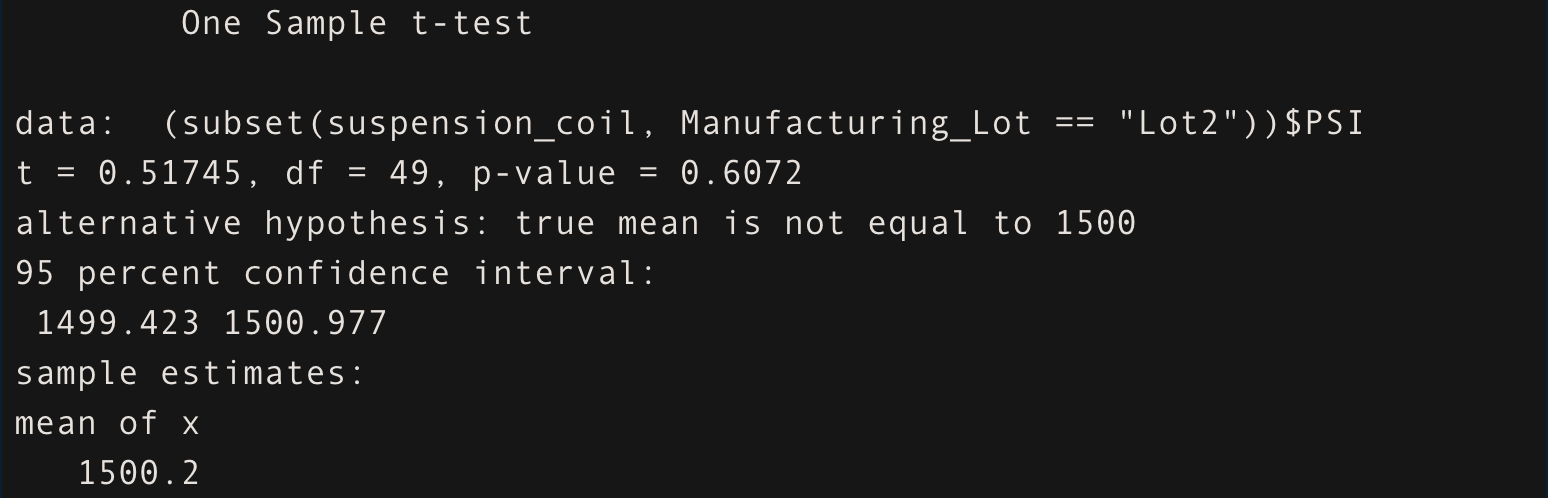 One Sample t-test
data:  (subset(suspension_coil, Manufacturing_Lot == "Lot2"))$PSI
t = 0.51745, df = 49, p-value = 0.6072
alternative hypothesis: true mean is not equal to 1500
95 percent confidence interval:
 1499.423 1500.977
sample estimates:
mean of x
   1500.2